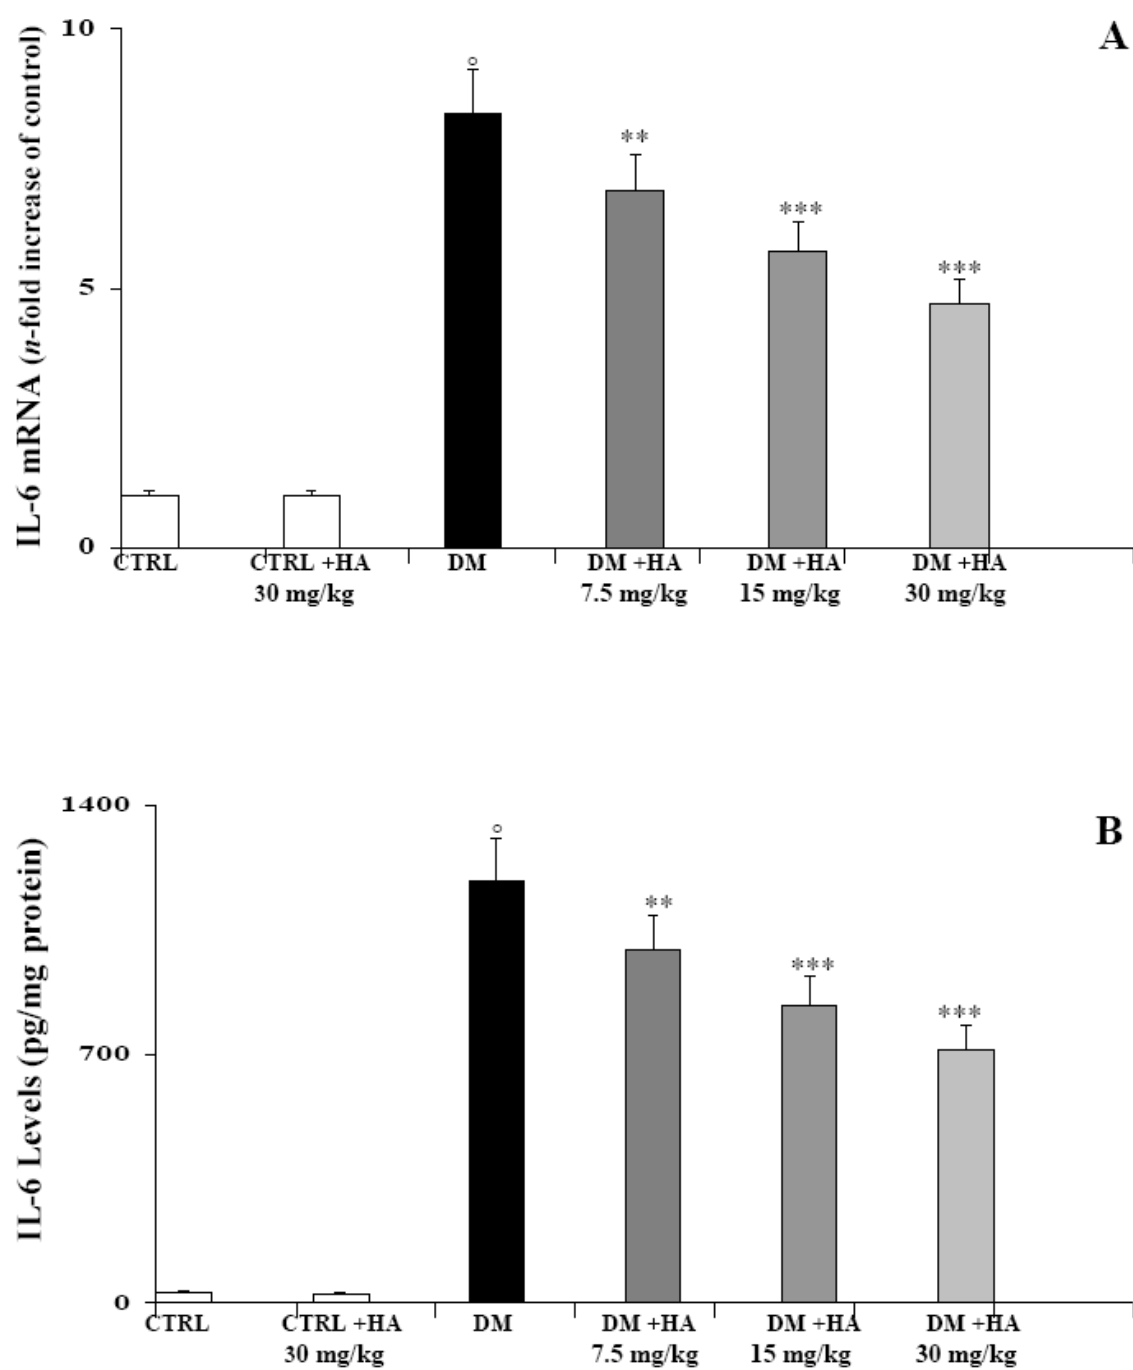 A
10
5
0
IL-6 mRNA (n-fold increase of control)
°
**
***
***
CTRL
CTRL +HA
30 mg/kg
DM
DM +HA
7.5 mg/kg
DM +HA
15 mg/kg
DM +HA
30 mg/kg
B
1400
700
0
IL-6 Levels (pg/mg protein)
°
**
***
***
CTRL
CTRL +HA
30 mg/kg
DM
DM +HA
7.5 mg/kg
DM +HA
15 mg/kg
DM +HA
30 mg/kg